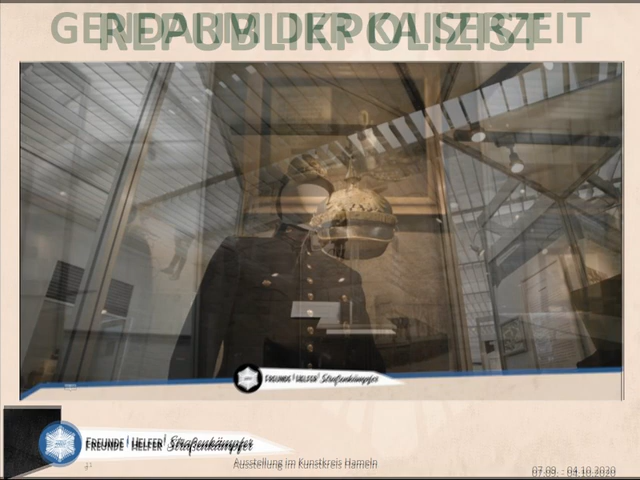 GENDARM DER KAISERZEIT
REPUBLIKPOLIZIST
FREUNDE HELFER Straßenkämpfer
FREUNDE HELFER Straßenkämpfer
Ausstellung im Kunstkreis Hameln
07.09. : 04.10.2020